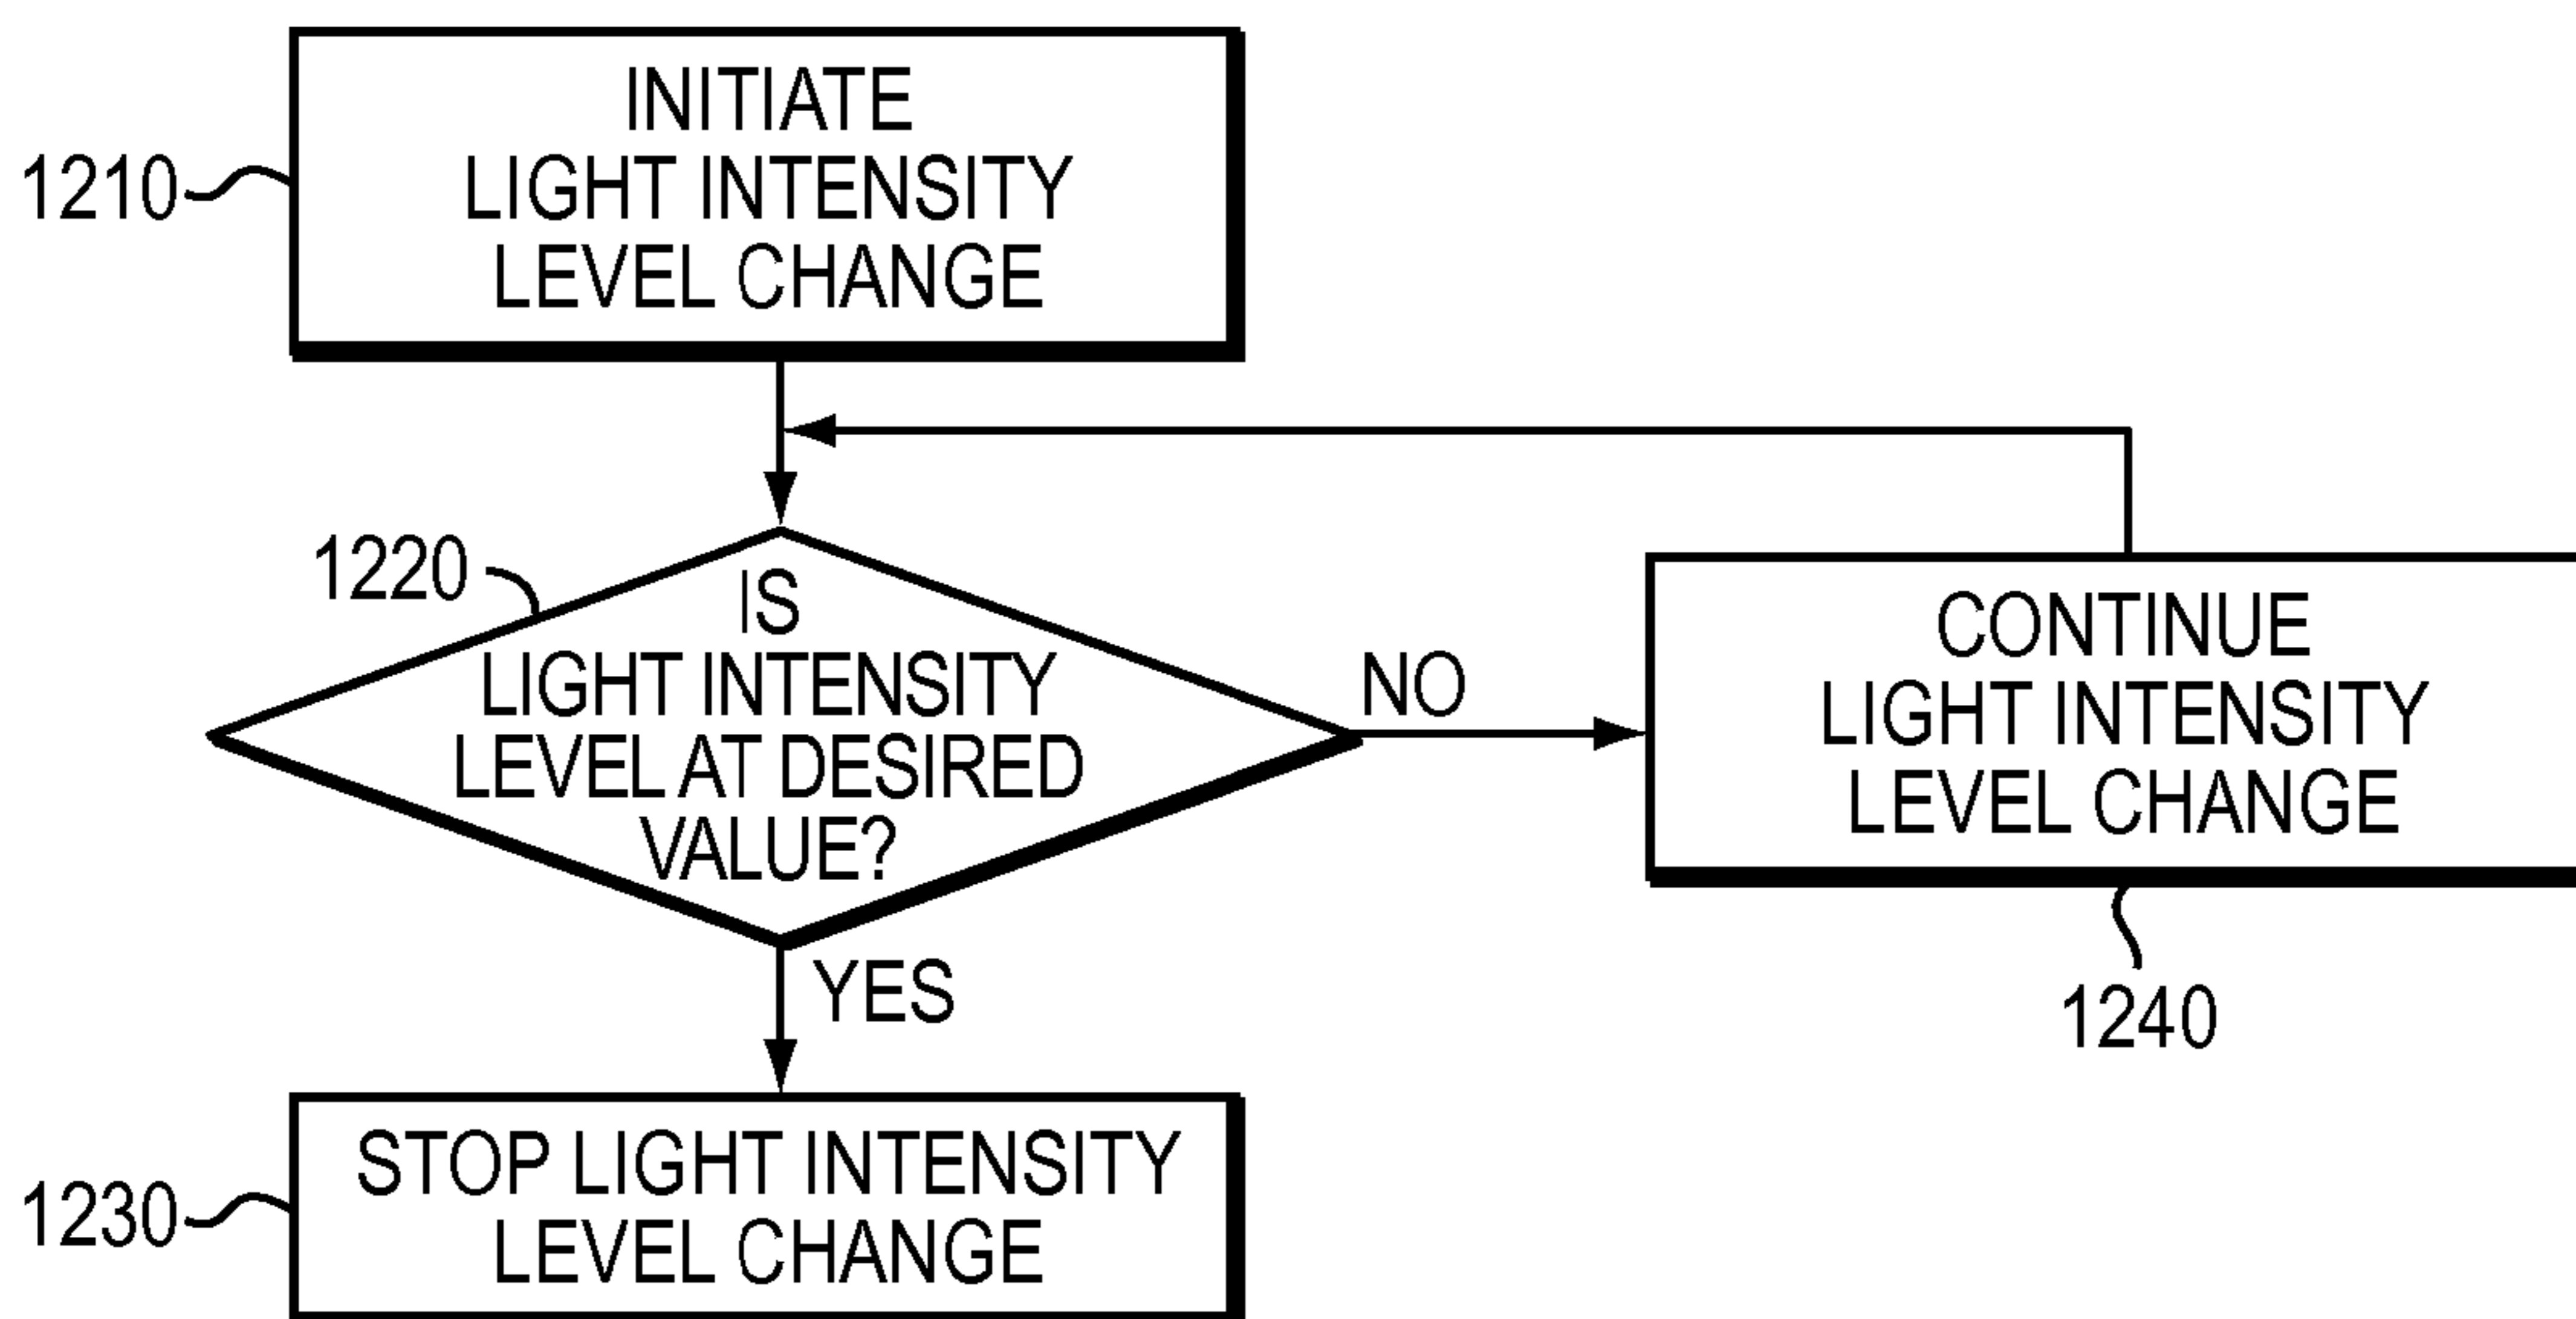 INITIATE
LIGHT INTENSITY
LEVEL CHANGE
1210
1220
IS
LIGHT INTENSITY
LEVEL AT DESIRED
VALUE?
NO
CONTINUE
LIGHT INTENSITY
LEVEL CHANGE
1240
YES
STOP LIGHT INTENSITY
LEVEL CHANGE
1230